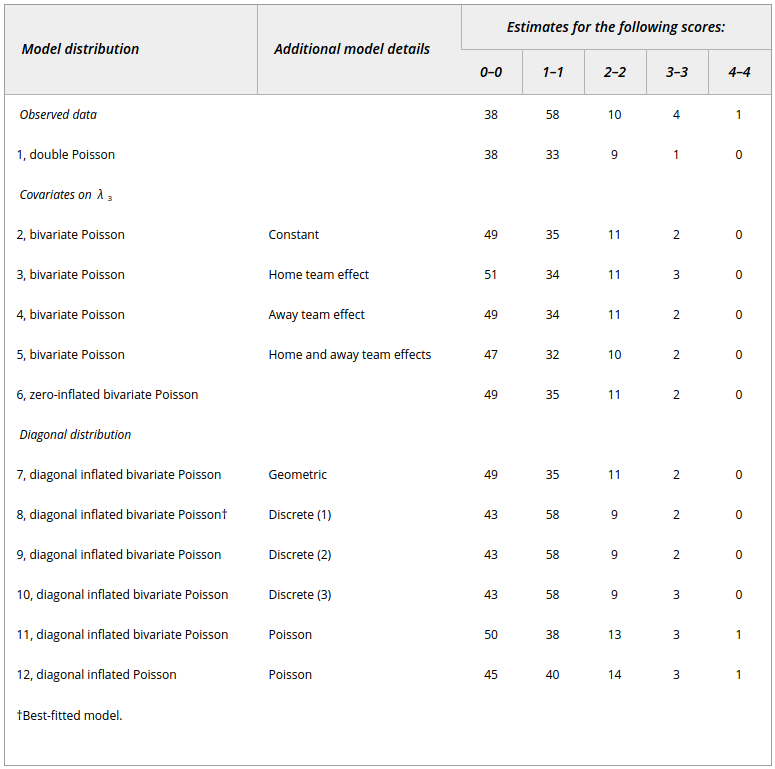 Model distribution Additional model details Estimates for the following scores:
0–0 1–1 2–2 3–3 4–4
Observed data 38 58 10 4 1
1, double Poisson 38 33 9 1 0
Covariates on λ ₃
2, bivariate Poisson Constant 49 35 11 2 0
3, bivariate Poisson Home team effect 51 34 11 3 0
4, bivariate Poisson Away team effect 49 34 11 2 0
5, bivariate Poisson Home and away team effects 47 32 10 2 0
6, zero-inflated bivariate Poisson 49 35 11 2 0
Diagonal distribution
7, diagonal inflated bivariate Poisson Geometric 49 35 11 2 0
8, diagonal inflated bivariate Poisson† Discrete (1) 43 58 9 2 0
9, diagonal inflated bivariate Poisson Discrete (2) 43 58 9 2 0
10, diagonal inflated bivariate Poisson Discrete (3) 43 58 9 3 0
11, diagonal inflated bivariate Poisson Poisson 50 38 13 3 1
12, diagonal inflated Poisson Poisson 45 40 14 3 1
†Best-fitted model.